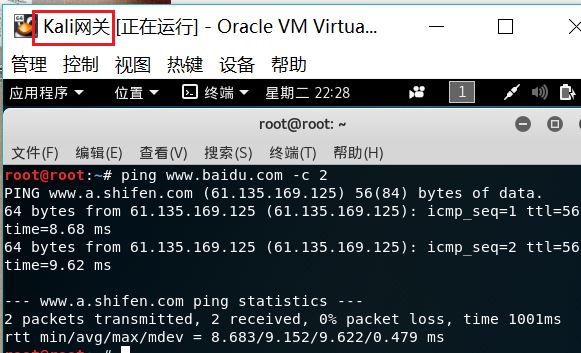 Kali网关 [正在运行] - Oracle VM Virtua...
管理 控制 视图 热键 设备 帮助
应用程序 位置 终端 星期二 22:28 1
root@root: ~
文件(F) 编辑(E) 查看(V) 搜索(S) 终端(T) 帮助(H)
root@root:~# ping www.baidu.com -c 2
PING www.a.shifen.com (61.135.169.125) 56(84) bytes of data.
64 bytes from 61.135.169.125 (61.135.169.125): icmp_seq=1 ttl=56
time=8.68 ms
64 bytes from 61.135.169.125 (61.135.169.125): icmp_seq=2 ttl=56
time=9.62 ms
--- www.a.shifen.com ping statistics ---
2 packets transmitted, 2 received, 0% packet loss, time 1001ms
rtt min/avg/max/mdev = 8.683/9.152/9.622/0.479 ms